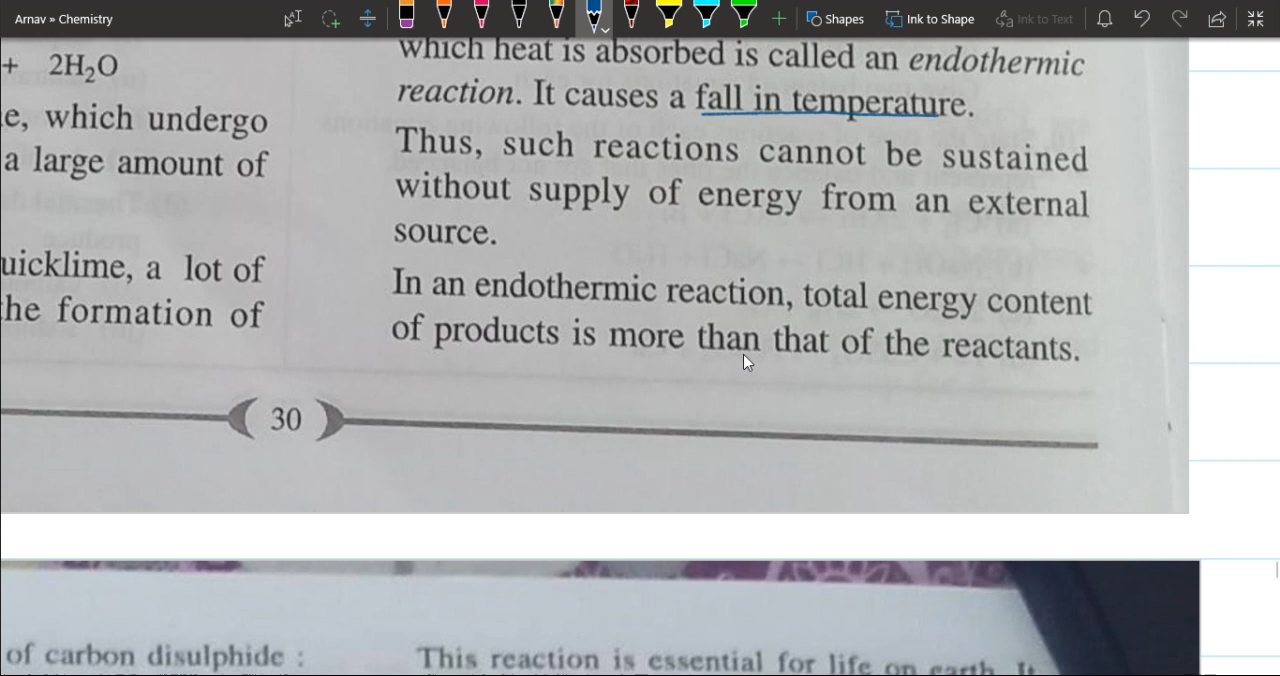 Arnav » Chemistry
Shapes
Ink to Shape
Ink to Text
+ 2H₂O
e, which undergo
a large amount of
uicklime, a lot of
the formation of
which heat is absorbed is called an endothermic
reaction. It causes a fall in temperature.
Thus, such reactions cannot be sustained
without supply of energy from an external
source.
In an endothermic reaction, total energy content
of products is more than that of the reactants.
30
of carbon disulphide :
This reaction is essential for life on earth. It